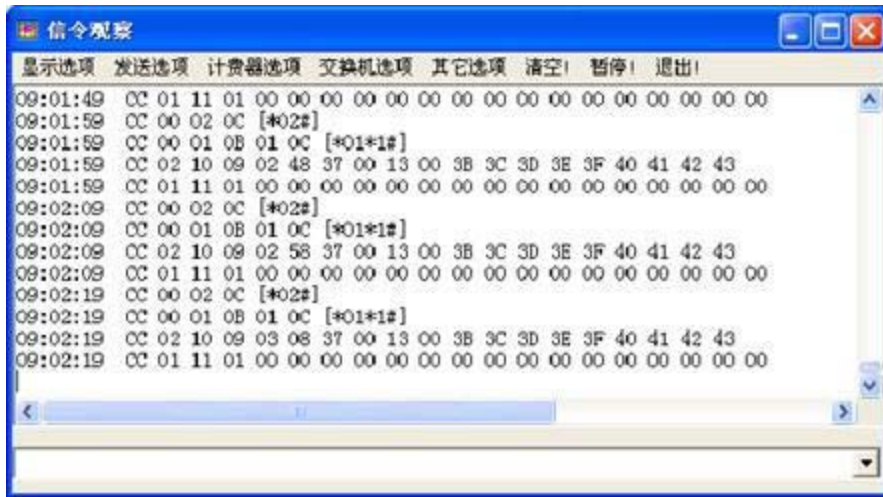 信令观察
显示选项 发送选项 计费器选项 交换机选项 其它选项 清空! 暂停! 退出!
09:01:49 CC 01 11 01 00 00 00 00 00 00 00 00 00 00 00 00 00 00 00
09:01:59 CC 00 02 0C [*02#]
09:01:59 CC 00 01 0B 01 0C [*01*1#]
09:01:59 CC 02 10 09 02 48 37 00 13 00 3B 3C 3D 3E 3F 40 41 42 43
09:01:59 CC 01 11 01 00 00 00 00 00 00 00 00 00 00 00 00 00 00 00
09:02:09 CC 00 02 0C [*02#]
09:02:09 CC 00 01 0B 01 0C [*01*1#]
09:02:09 CC 02 10 09 02 58 37 00 13 00 3B 3C 3D 3E 3F 40 41 42 43
09:02:09 CC 01 11 01 00 00 00 00 00 00 00 00 00 00 00 00 00 00 00
09:02:19 CC 00 02 0C [*02#]
09:02:19 CC 00 01 0B 01 0C [*01*1#]
09:02:19 CC 02 10 09 03 08 37 00 13 00 3B 3C 3D 3E 3F 40 41 42 43
09:02:19 CC 01 11 01 00 00 00 00 00 00 00 00 00 00 00 00 00 00 00